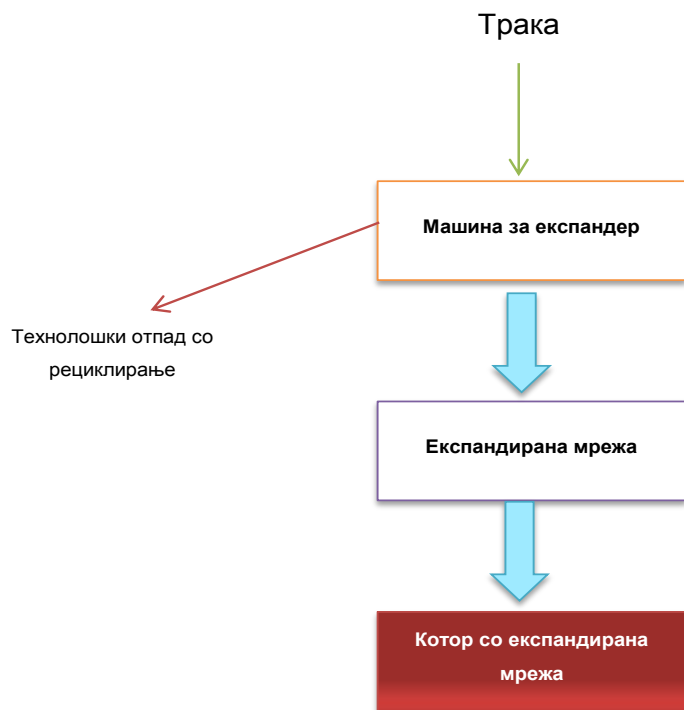 Трака
Машина за експандер
Технолошки отпад со
рециклирање
Експандирана мрежа
Котор со експандирана
мрежа